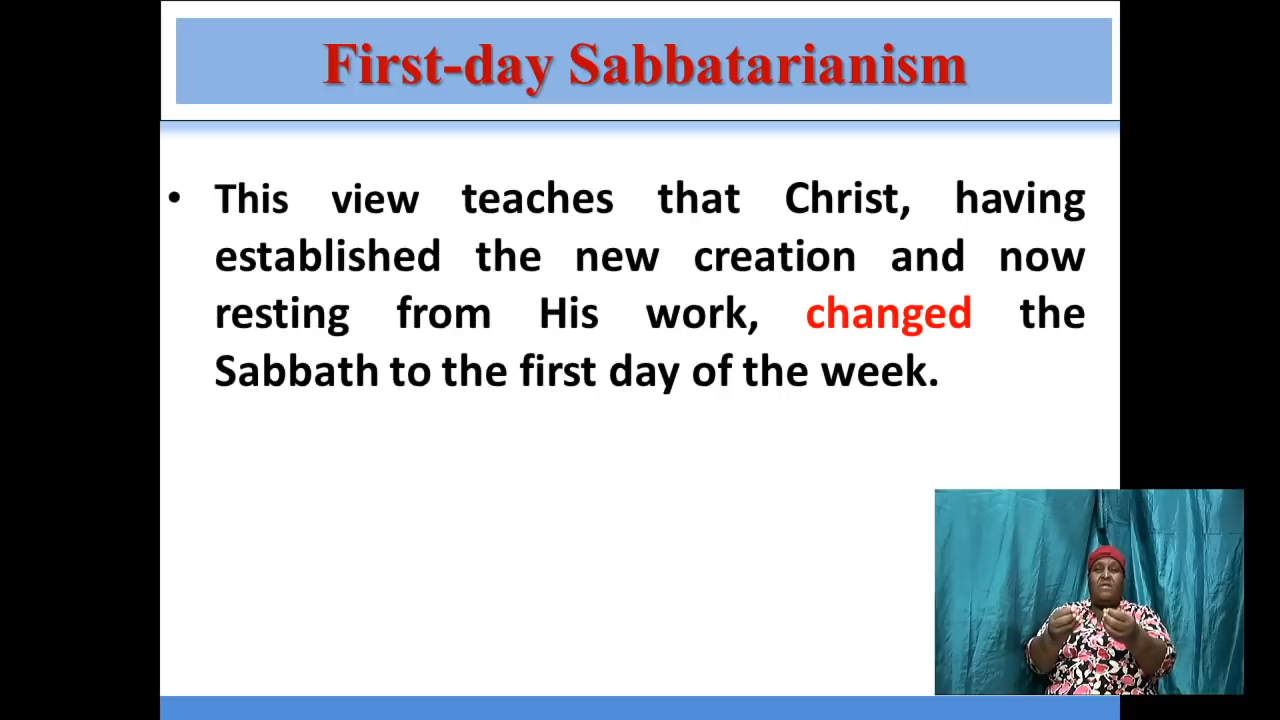 First-day Sabbatarianism
• This view teaches that Christ, having
established the new creation and now
resting from His work, changed the
Sabbath to the first day of the week.